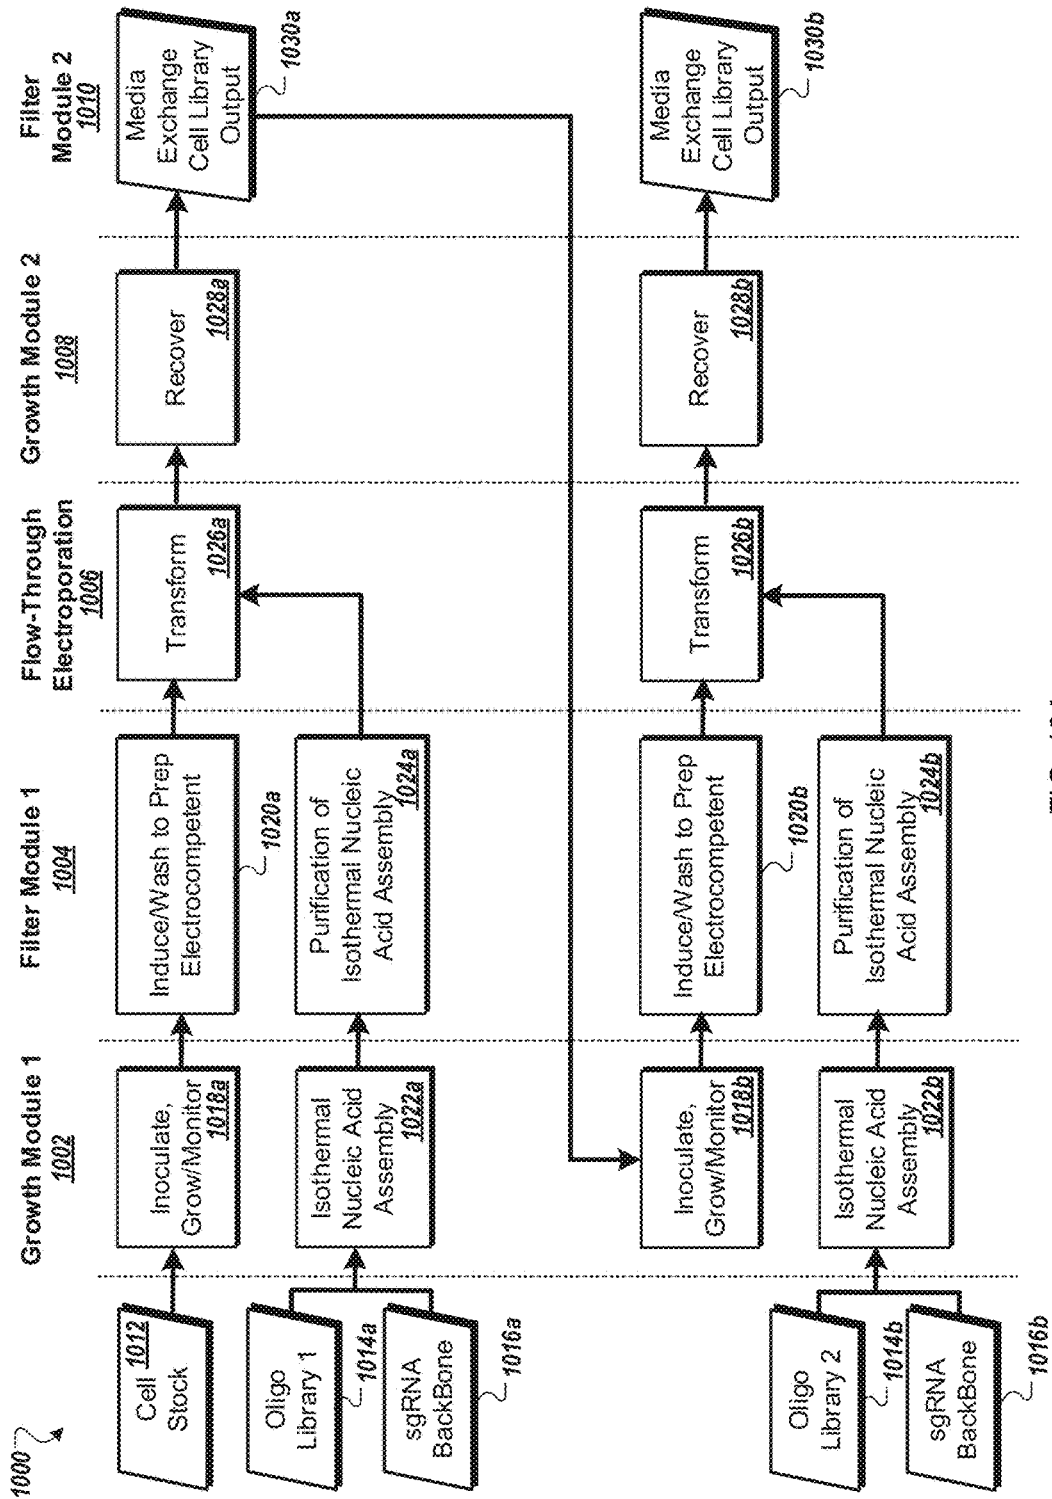 1000
Growth Module 1
1002
Filter Module 1
1004
Flow-Through
Electroporation
1006
Growth Module 2
1008
Filter
Module 2
1010
Cell
Stock
1012
Inoculate,
Grow/Monitor
1018a
Induce/Wash to Prep
Electrocompetent
1020a
Transform
1026a
Recover
1028a
Media
Exchange
Cell Library
Output
1030a
Oligo
Library 1
1014a
sgRNA
BackBone
1016a
Isothermal
Nucleic Acid
Assembly
1022a
Purification of
Isothermal Nucleic
Acid Assembly
1024a
Inoculate,
Grow/Monitor
1018b
Induce/Wash to Prep
Electrocompetent
1020b
Transform
1026b
Recover
1028b
Media
Exchange
Cell Library
Output
1030b
Oligo
Library 2
1014b
sgRNA
BackBone
1016b
Isothermal
Nucleic Acid
Assembly
1022b
Purification of
Isothermal Nucleic
Acid Assembly
1024b